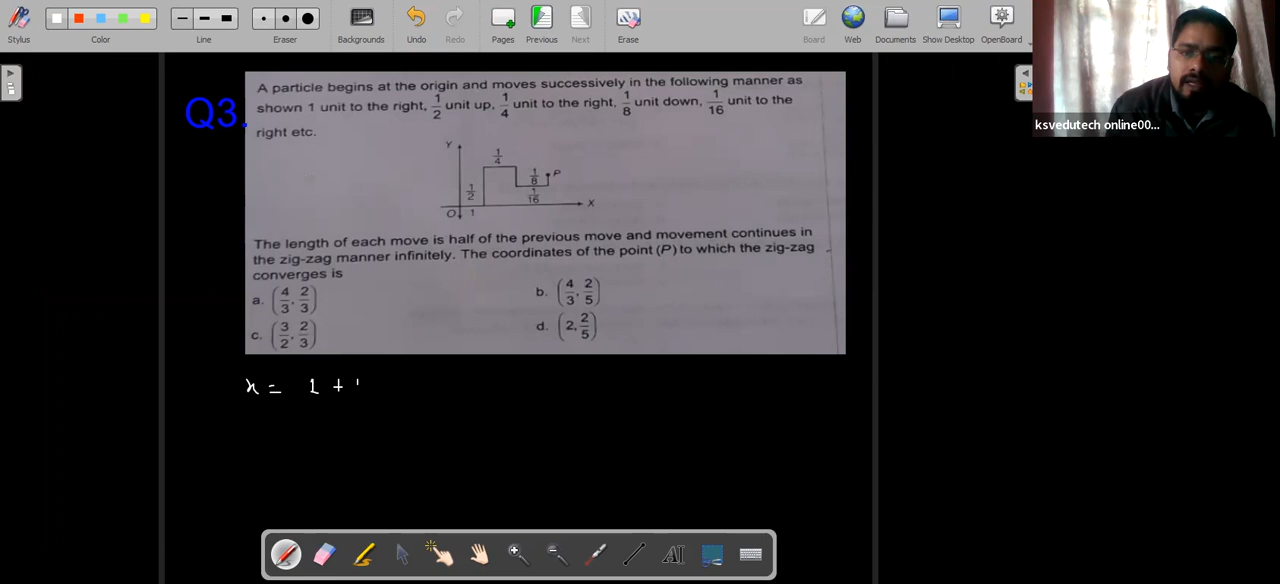 Stylus Color Line Eraser Backgrounds Undo Redo Pages Previous Next Erase Board Web Documents Show Desktop OpenBoard
ksvedutech online00...
Q3.
A particle begins at the origin and moves successively in the following manner as
shown 1 unit to the right, 1/2 unit up, 1/4 unit to the right, 1/8 unit down, 1/16 unit to the
right etc.
Y
1/4
1/2
1/8
P
1/16
X
O 1
The length of each move is half of the previous move and movement continues in
the zig-zag manner infinitely. The coordinates of the point (P) to which the zig-zag
converges is
a. (4/3, 2/3) b. (4/3, 2/5)
c. (3/2, 2/3) d. (2, 2/5)
x = 1 +
AI